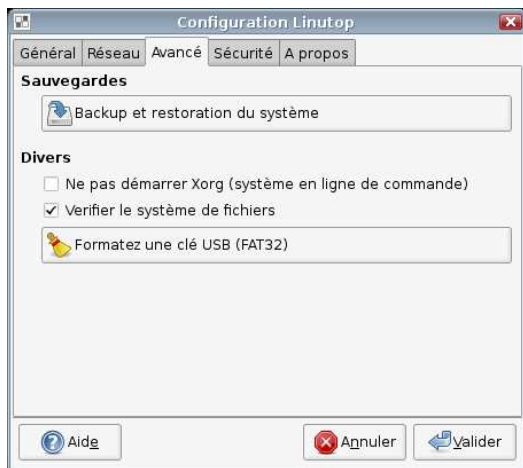 Configuration Linutop
Général Réseau Avancé Sécurité A propos
Sauvegardes
Backup et restoration du système
Divers
Ne pas démarrer Xorg (système en ligne de commande)
Verifier le système de fichiers
Formatez une clé USB (FAT32)
Aide Annuler Valider